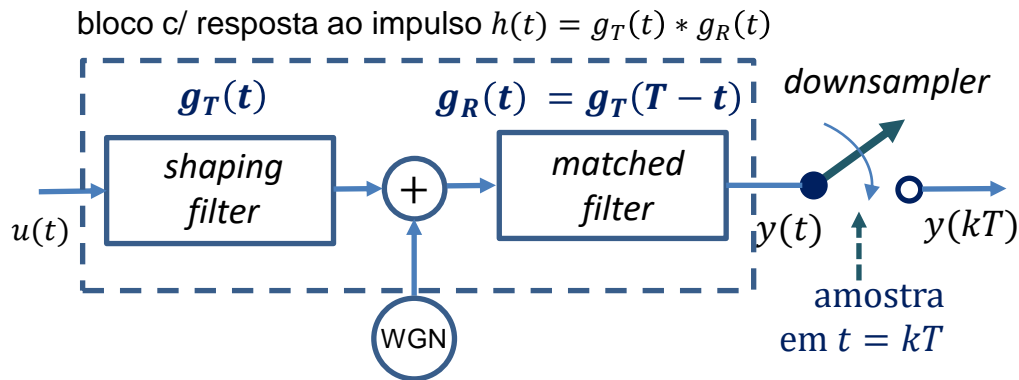 bloco c/ resposta ao impulso h(t) = g_T(t) * g_R(t)
g_T(t)
g_R(t) = g_T(T − t)
downsampler
shaping
filter
+
matched
filter
u(t)
y(t)
y(kT)
WGN
amostra
em t = kT